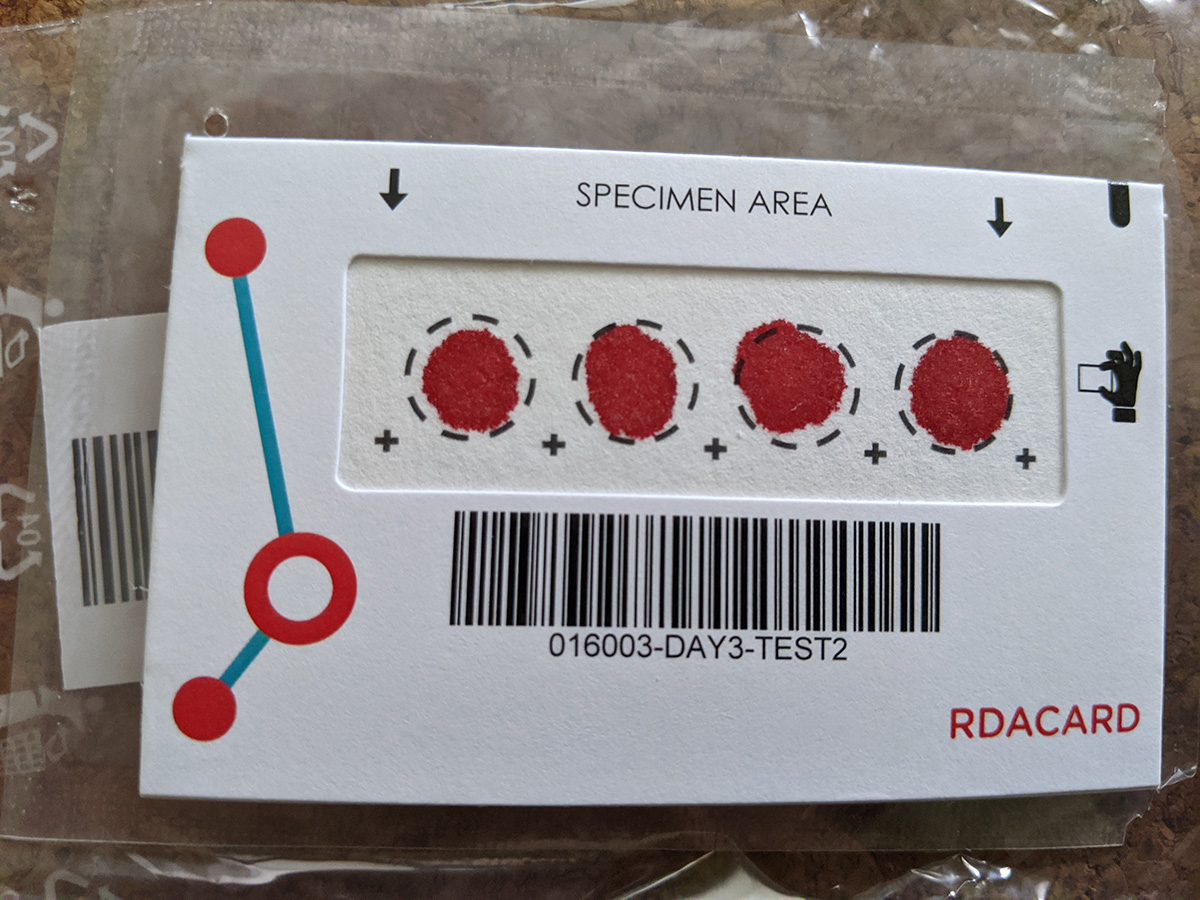 SPECIMEN AREA
016003-DAY3-TEST2
RDACARD